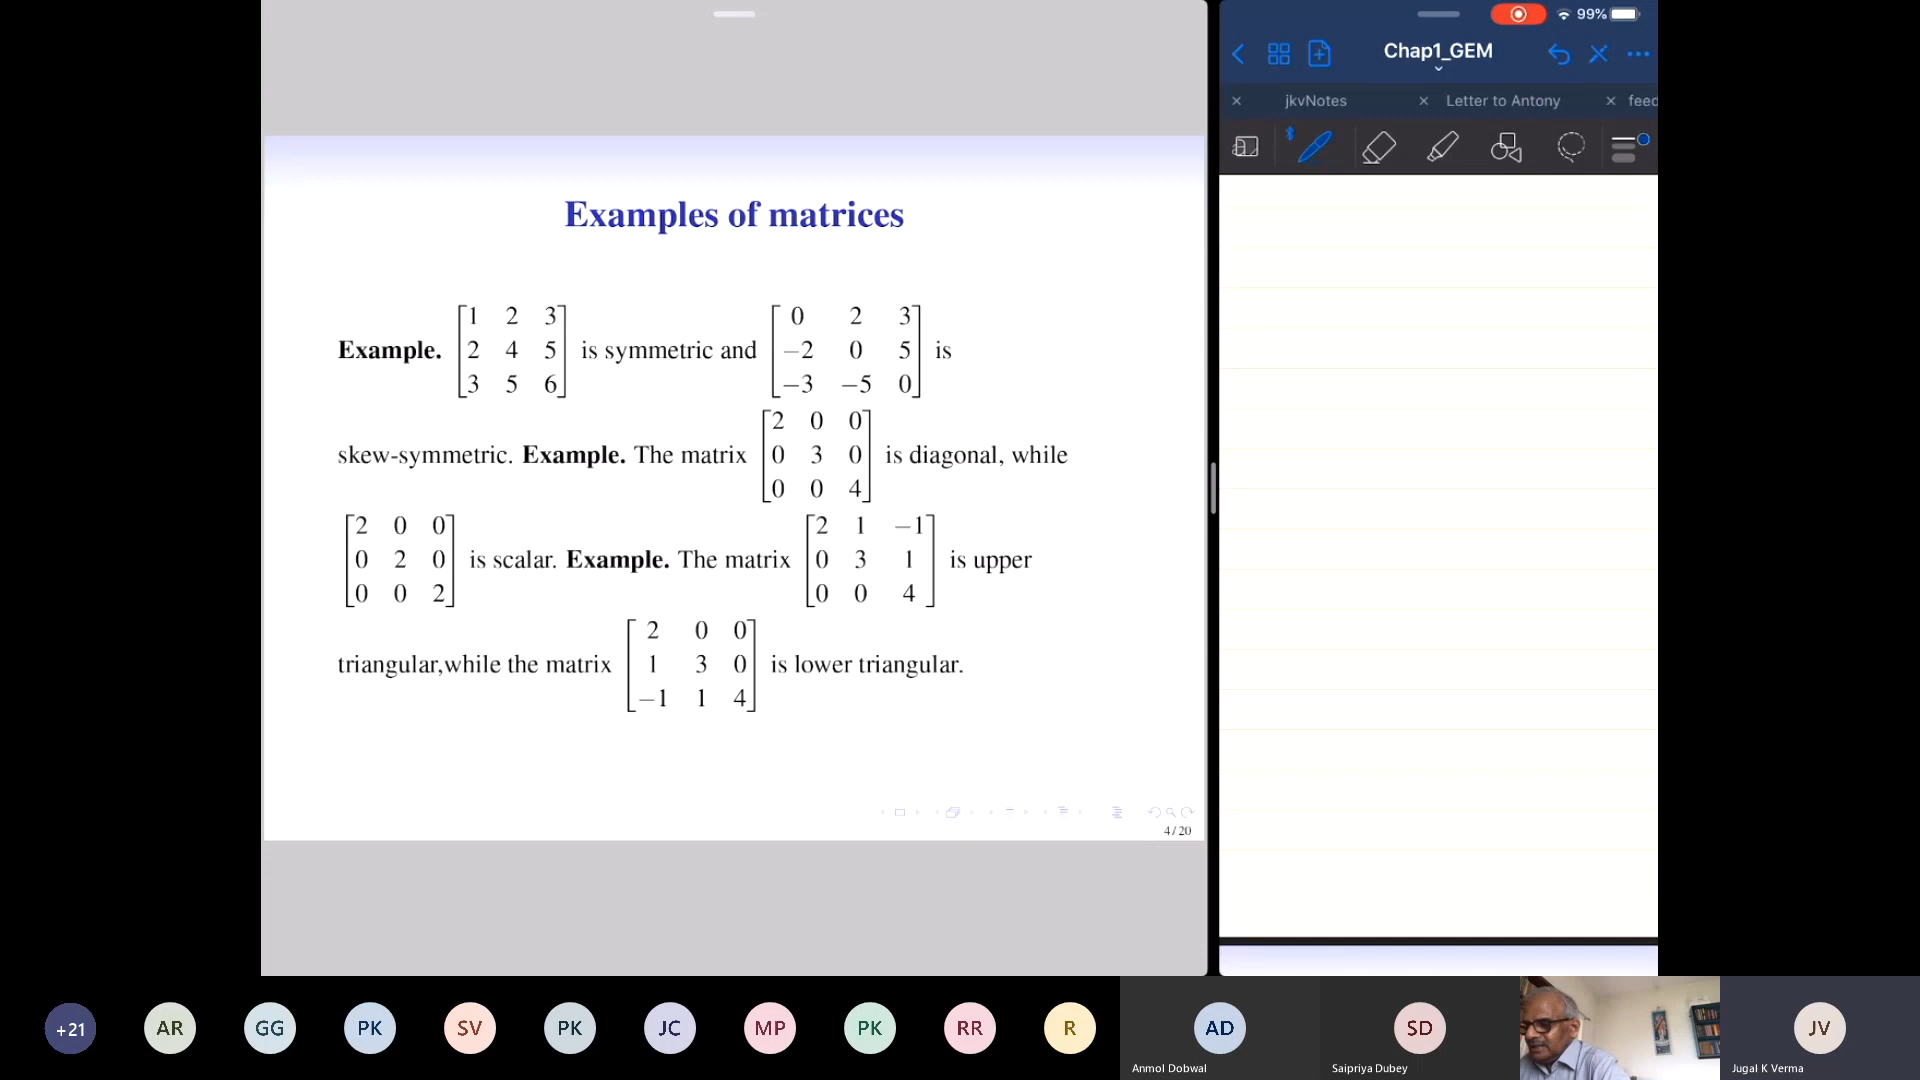 99%
Chap1_GEM
jkvNotes
Letter to Antony
feed
Examples of matrices
1 2 3 0 2 3
Example. 2 4 5 is symmetric and −2 0 5 is
3 5 6 −3 −5 0
2 0 0
skew-symmetric. Example. The matrix 0 3 0 is diagonal, while
0 0 4
2 0 0 2 1 −1
0 2 0 is scalar. Example. The matrix 0 3 1 is upper
0 0 2 0 0 4
2 0 0
triangular,while the matrix 1 3 0 is lower triangular.
−1 1 4
4 / 20
+21 AR GG PK SV PK JC MP PK RR R AD SD JV
Anmol Dobwal Saipriya Dubey Jugal K Verma